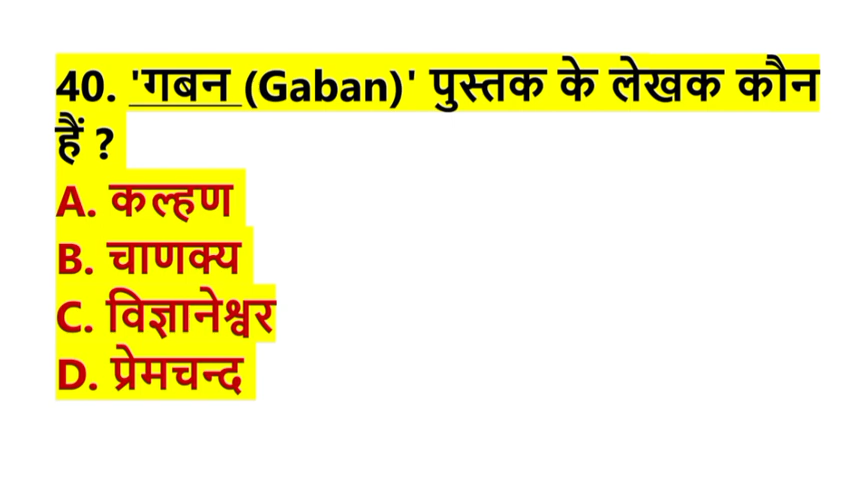 40. 'गबन (Gaban)' पुस्तक के लेखक कौन
हैं ?
A. कल्हण
B. चाणक्य
C. विज्ञानेश्वर
D. प्रेमचन्द